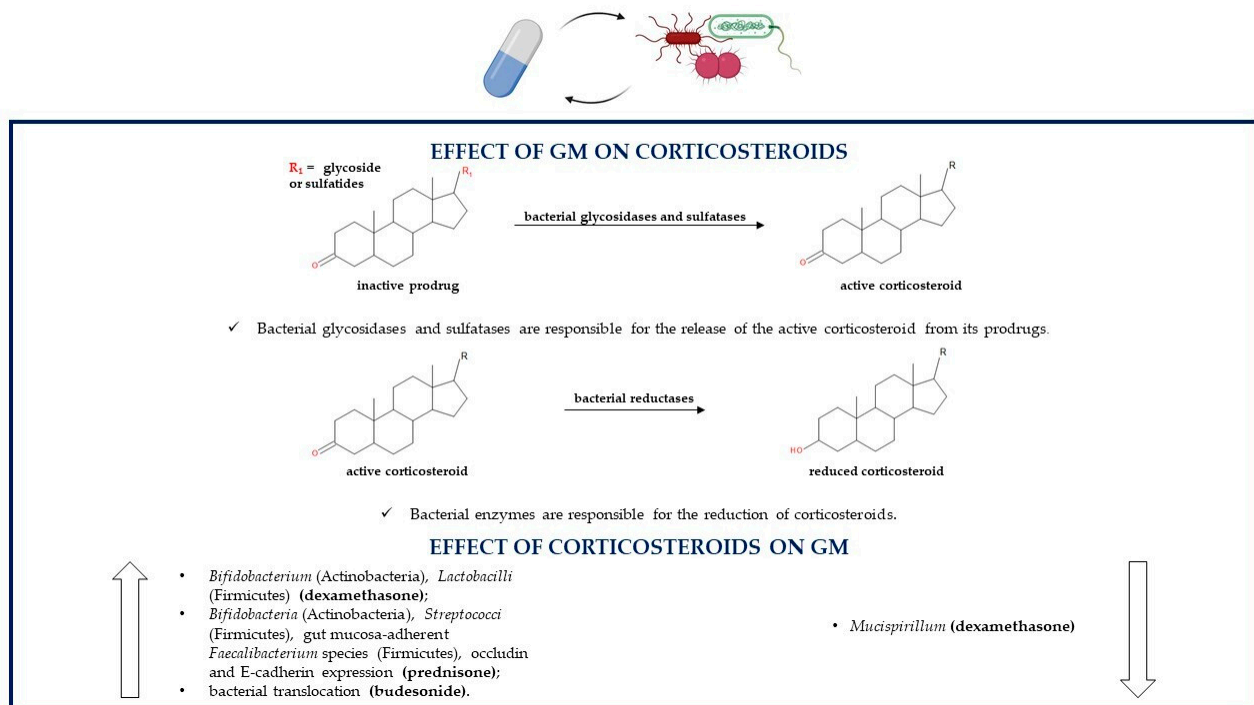 EFFECT OF GM ON CORTICOSTEROIDS
R1 = glycoside
or sulfatides
R1
R
bacterial glycosidases and sulfatases
O
O
inactive prodrug
active corticosteroid
✓ Bacterial glycosidases and sulfatases are responsible for the release of the active corticosteroid from its prodrugs.
R
R
bacterial reductases
O
HO
active corticosteroid
reduced corticosteroid
✓ Bacterial enzymes are responsible for the reduction of corticosteroids.
EFFECT OF CORTICOSTEROIDS ON GM
• Bifidobacterium (Actinobacteria), Lactobacilli
(Firmicutes) (dexamethasone);
• Bifidobacteria (Actinobacteria), Streptococci
(Firmicutes), gut mucosa-adherent
Faecalibacterium species (Firmicutes), occludin
and E-cadherin expression (prednisone);
• bacterial translocation (budesonide).
• Mucispirillum (dexamethasone)